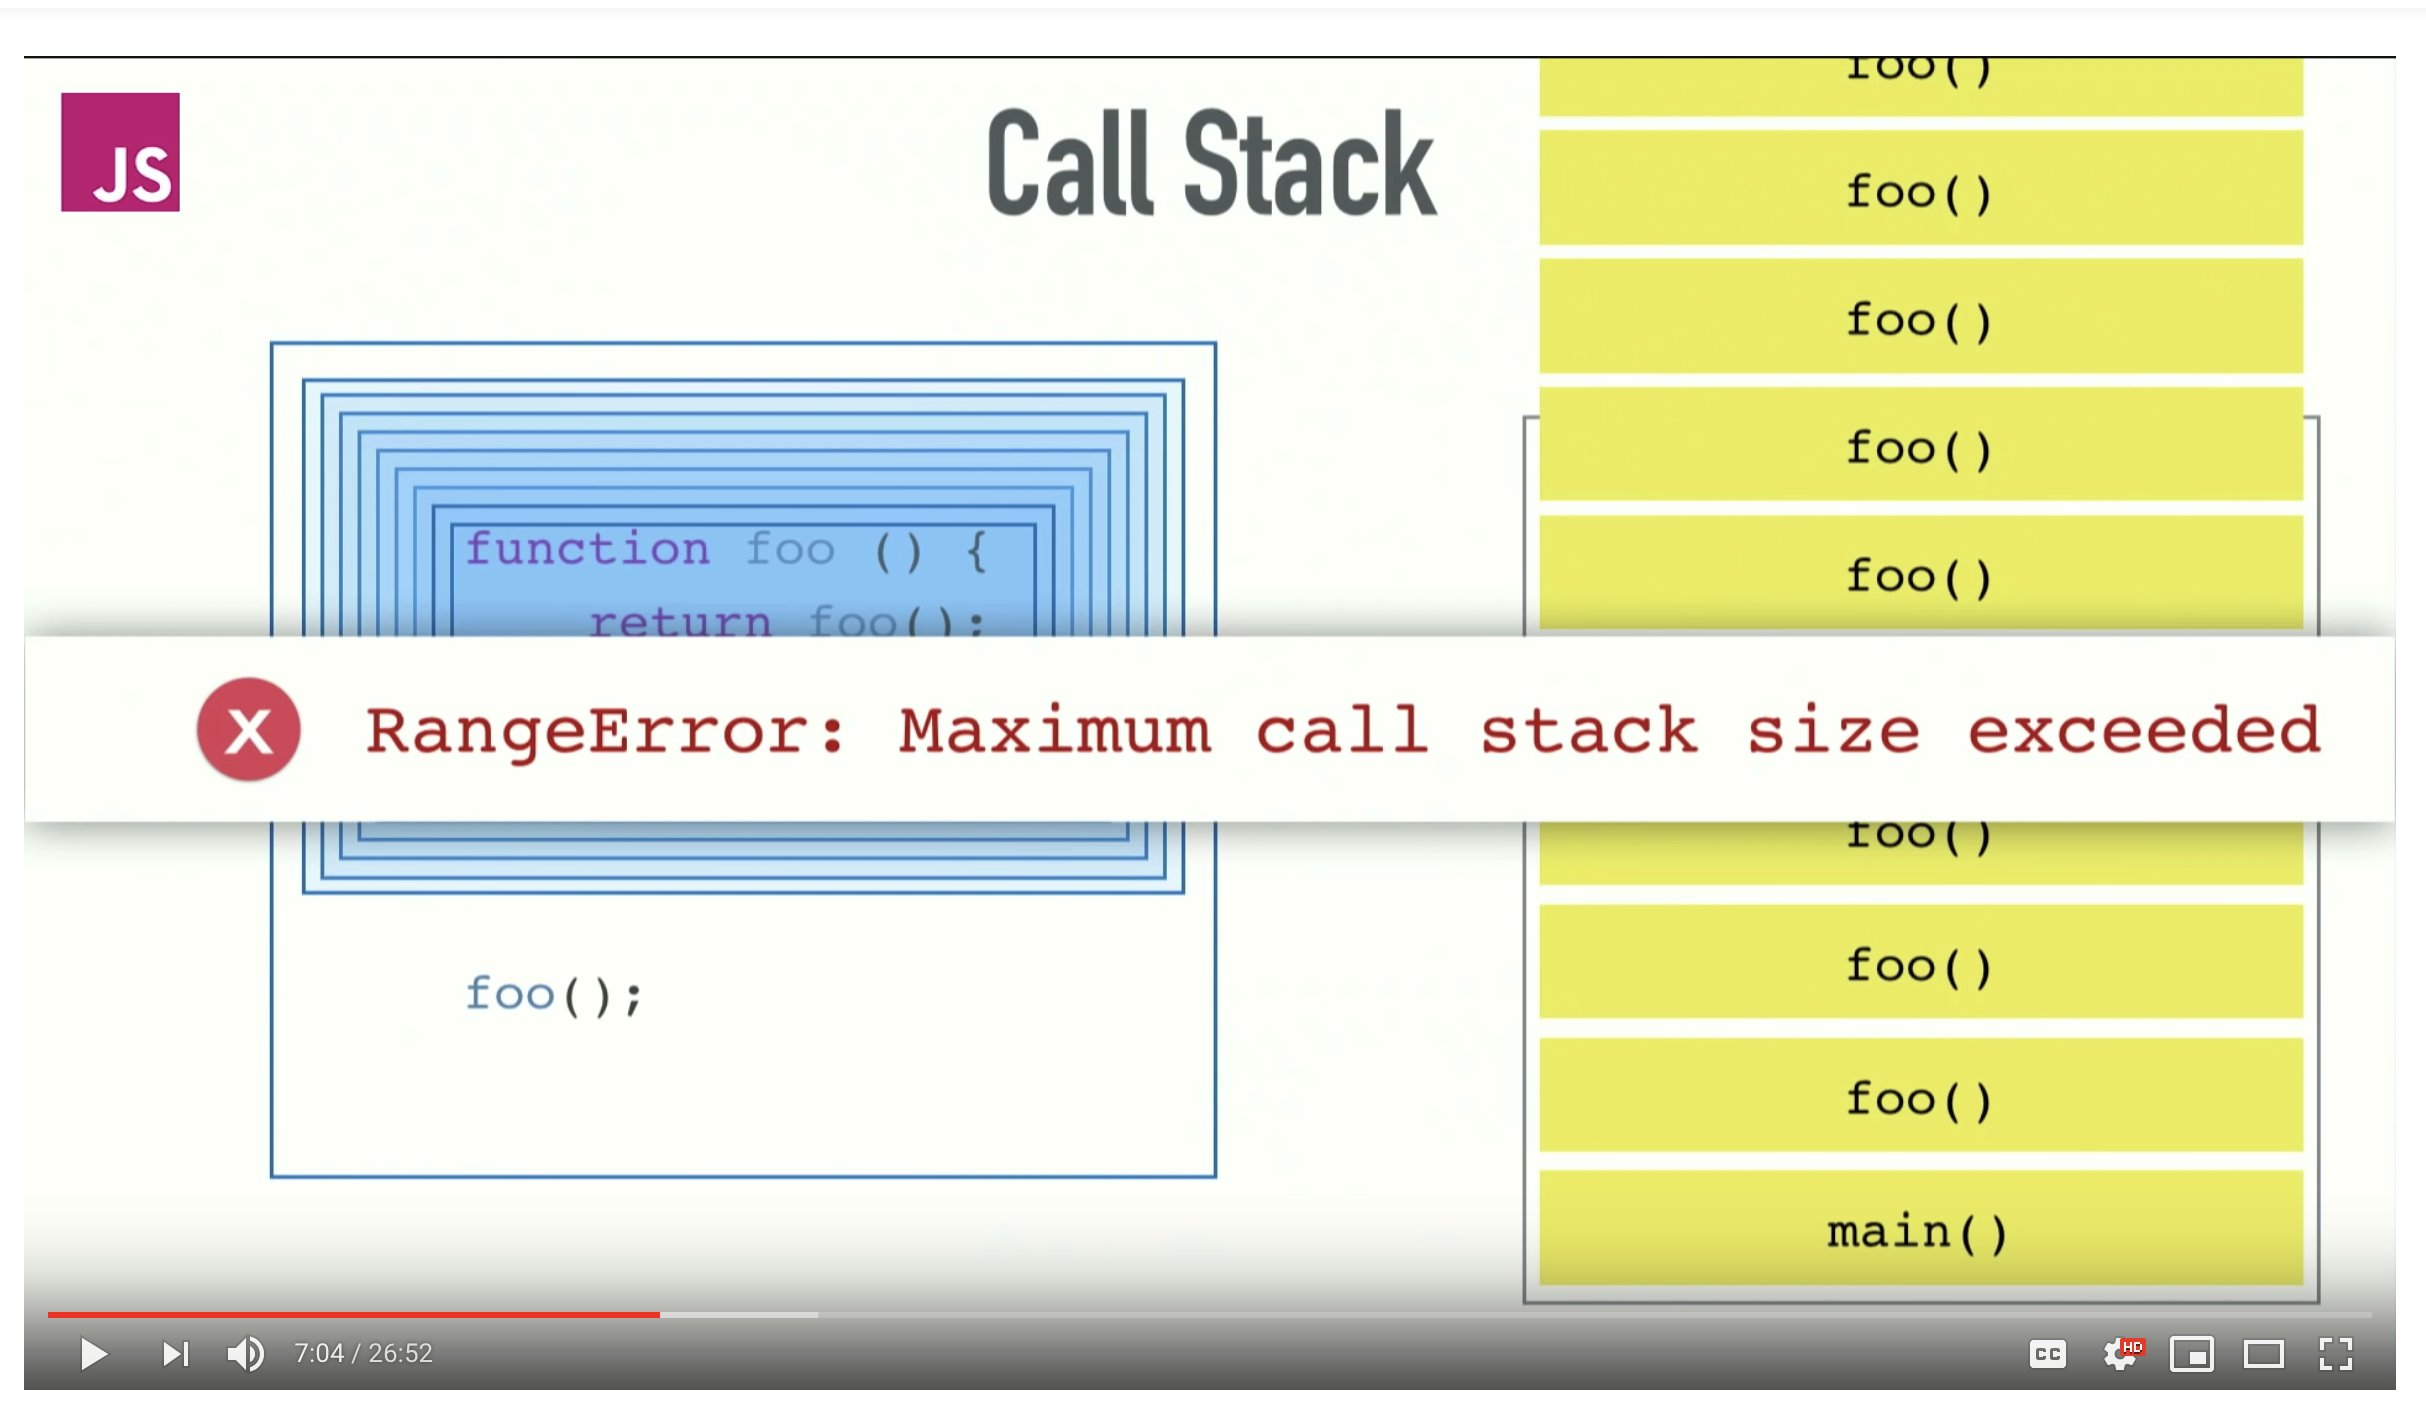 JS
Call Stack
function foo () {
return foo();
foo();
RangeError: Maximum call stack size exceeded
foo()
foo()
foo()
foo()
foo()
foo()
foo()
foo()
main()
7:04 / 26:52
CC
HD